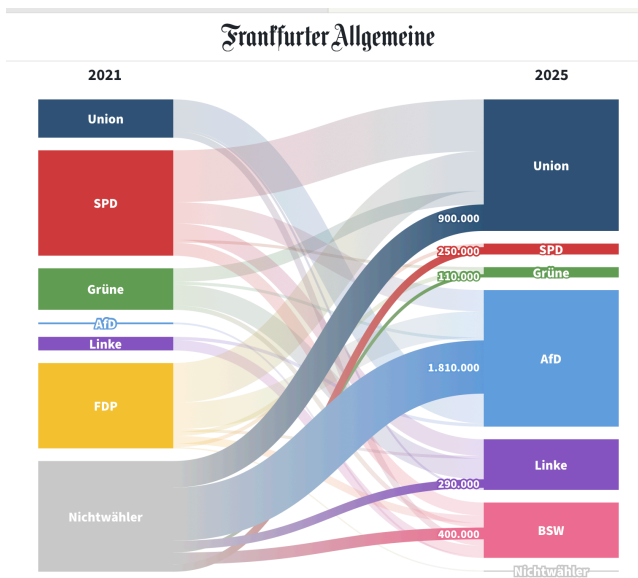 Frankfurter Allgemeine
2021
2025
Union
SPD
Grüne
AfD
Linke
FDP
Nichtwähler
900.000
250.000
110.000
1.810.000
290.000
400.000
Union
SPD
Grüne
AfD
Linke
BSW
Nichtwähler